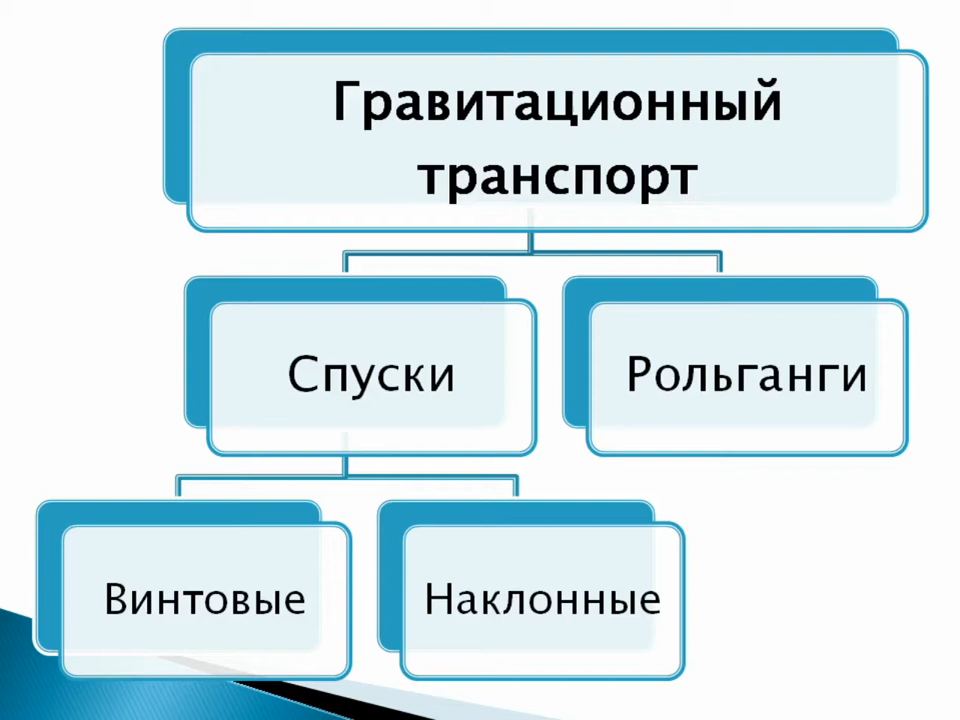 Гравитационный
транспорт
Спуски
Рольганги
Винтовые
Наклонные